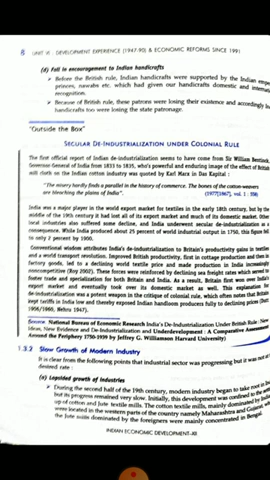 8 UNIT VI : DEVELOPMENT EXPERIENCE (1947-90) & ECONOMIC REFORMS SINCE 1991
(d) Fall in encouragement to Indian handicrafts
➢ Before the British rule, Indian handicrafts were supported by the Indian
princes, nawabs etc. which had given our handicrafts domestic and
recognition.
➢ Because of British rule, these patrons were losing their existence and accordingly
handicrafts too were losing the state patronage.
"Outside the Box"
SECULAR DE-INDUSTRIALIZATION UNDER COLONIAL RULE
The first official report of Indian de-industrialization seems to have come from Sir William Bentinck,
Governor-General of India from 1833 to 1835, who's powerful and enduring image of the effect of British
mill cloth on the Indian cotton industry was quoted by Karl Marx in Das Kapital :
"The misery hardly finds a parallel in the history of commerce. The bones of the cotton-weavers
are bleaching the plains of India". (1977[1867], vol. 1 : 558)
India was a major player in the world export market for textiles in the early 18th century, but by the
middle of the 19th century it had lost all of its export market and much of its domestic market. Other
local industries also suffered some decline, and India underwent secular de-industrialization as a
consequence. While India produced about 25 percent of world industrial output in 1750, this figure fell
to only 2 percent by 1900.
Conventional wisdom attributes India's de-industrialization to Britain's productivity gains in textiles
and a world transport revolution. Improved British productivity, first in cottage production and then in
factory goods, led to a declining world textile price and made production in India increasingly
noncompetitive (Roy 2002). These forces were reinforced by declining sea freight rates which served to
foster trade and specialization for both Britain and India. As a result, Britain first won over India's
export market and eventually took over its domestic market as well. This explanation for
de-industrialization was a potent weapon in the critique of colonial rule, which often notes that Britain
kept tariffs in India low and thereby exposed Indian handloom producers fully to declining prices (Dutt
1906/1960; Nehru 1947).
Source: National Bureau of Economic Research India's De-Industrialization Under British Rule : New
Ideas, New Evidence and De-Industrialization and Underdevelopment : A Comparative Assessment
Around the Periphery 1750-1939 by Jeffrey G. Williamson Harvard University)
1.3.2 Slow Growth of Modern Industry
It is clear from the following points that industrial sector was progressing but it was not at
desired rate :
(a) Lopsided growth of Industries
➢ During the second half of the 19th century, modern industry began to take root in
but its progress remained very slow. Initially, this development was confined to the
up of cotton and jute textile mills. The cotton textile mills, mainly dominated by
were located in the western parts of the country namely Maharashtra and Gujarat,
the jute mills dominated by the foreigners were mainly concentrated in Bengal.
INDIAN ECONOMIC DEVELOPMENT-XII